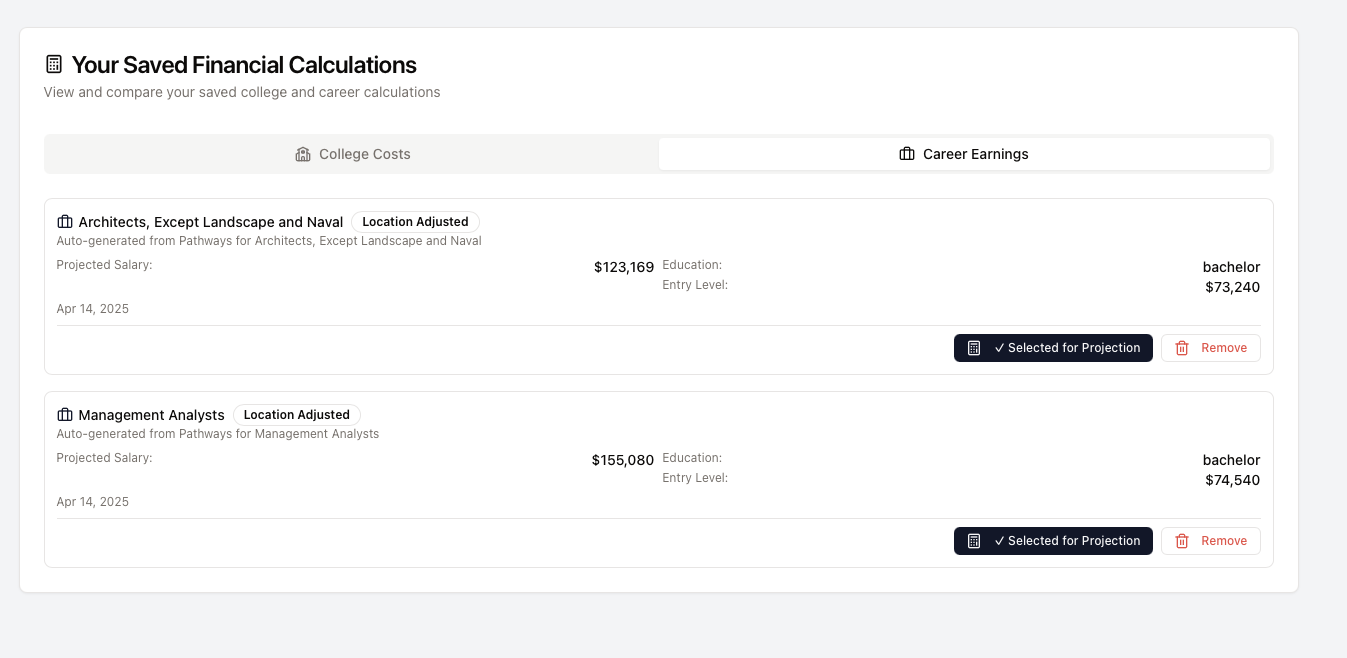 Your Saved Financial Calculations
View and compare your saved college and career calculations
College Costs
Career Earnings
Architects, Except Landscape and Naval Location Adjusted
Auto-generated from Pathways for Architects, Except Landscape and Naval
Projected Salary: $123,169 Education: bachelor
Entry Level: $73,240
Apr 14, 2025
✓ Selected for Projection Remove
Management Analysts Location Adjusted
Auto-generated from Pathways for Management Analysts
Projected Salary: $155,080 Education: bachelor
Entry Level: $74,540
Apr 14, 2025
✓ Selected for Projection Remove